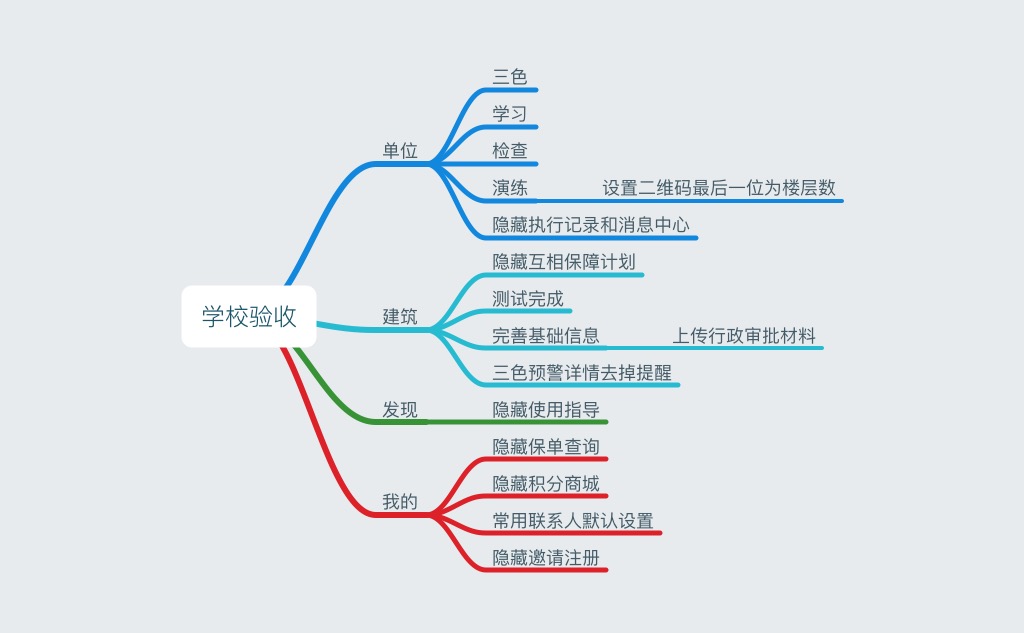 学校验收
单位
三色
学习
检查
演练
设置二维码最后一位为楼层数
隐藏执行记录和消息中心
建筑
隐藏互相保障计划
测试完成
完善基础信息
上传行政审批材料
三色预警详情去掉提醒
发现
隐藏使用指导
我的
隐藏保单查询
隐藏积分商城
常用联系人默认设置
隐藏邀请注册